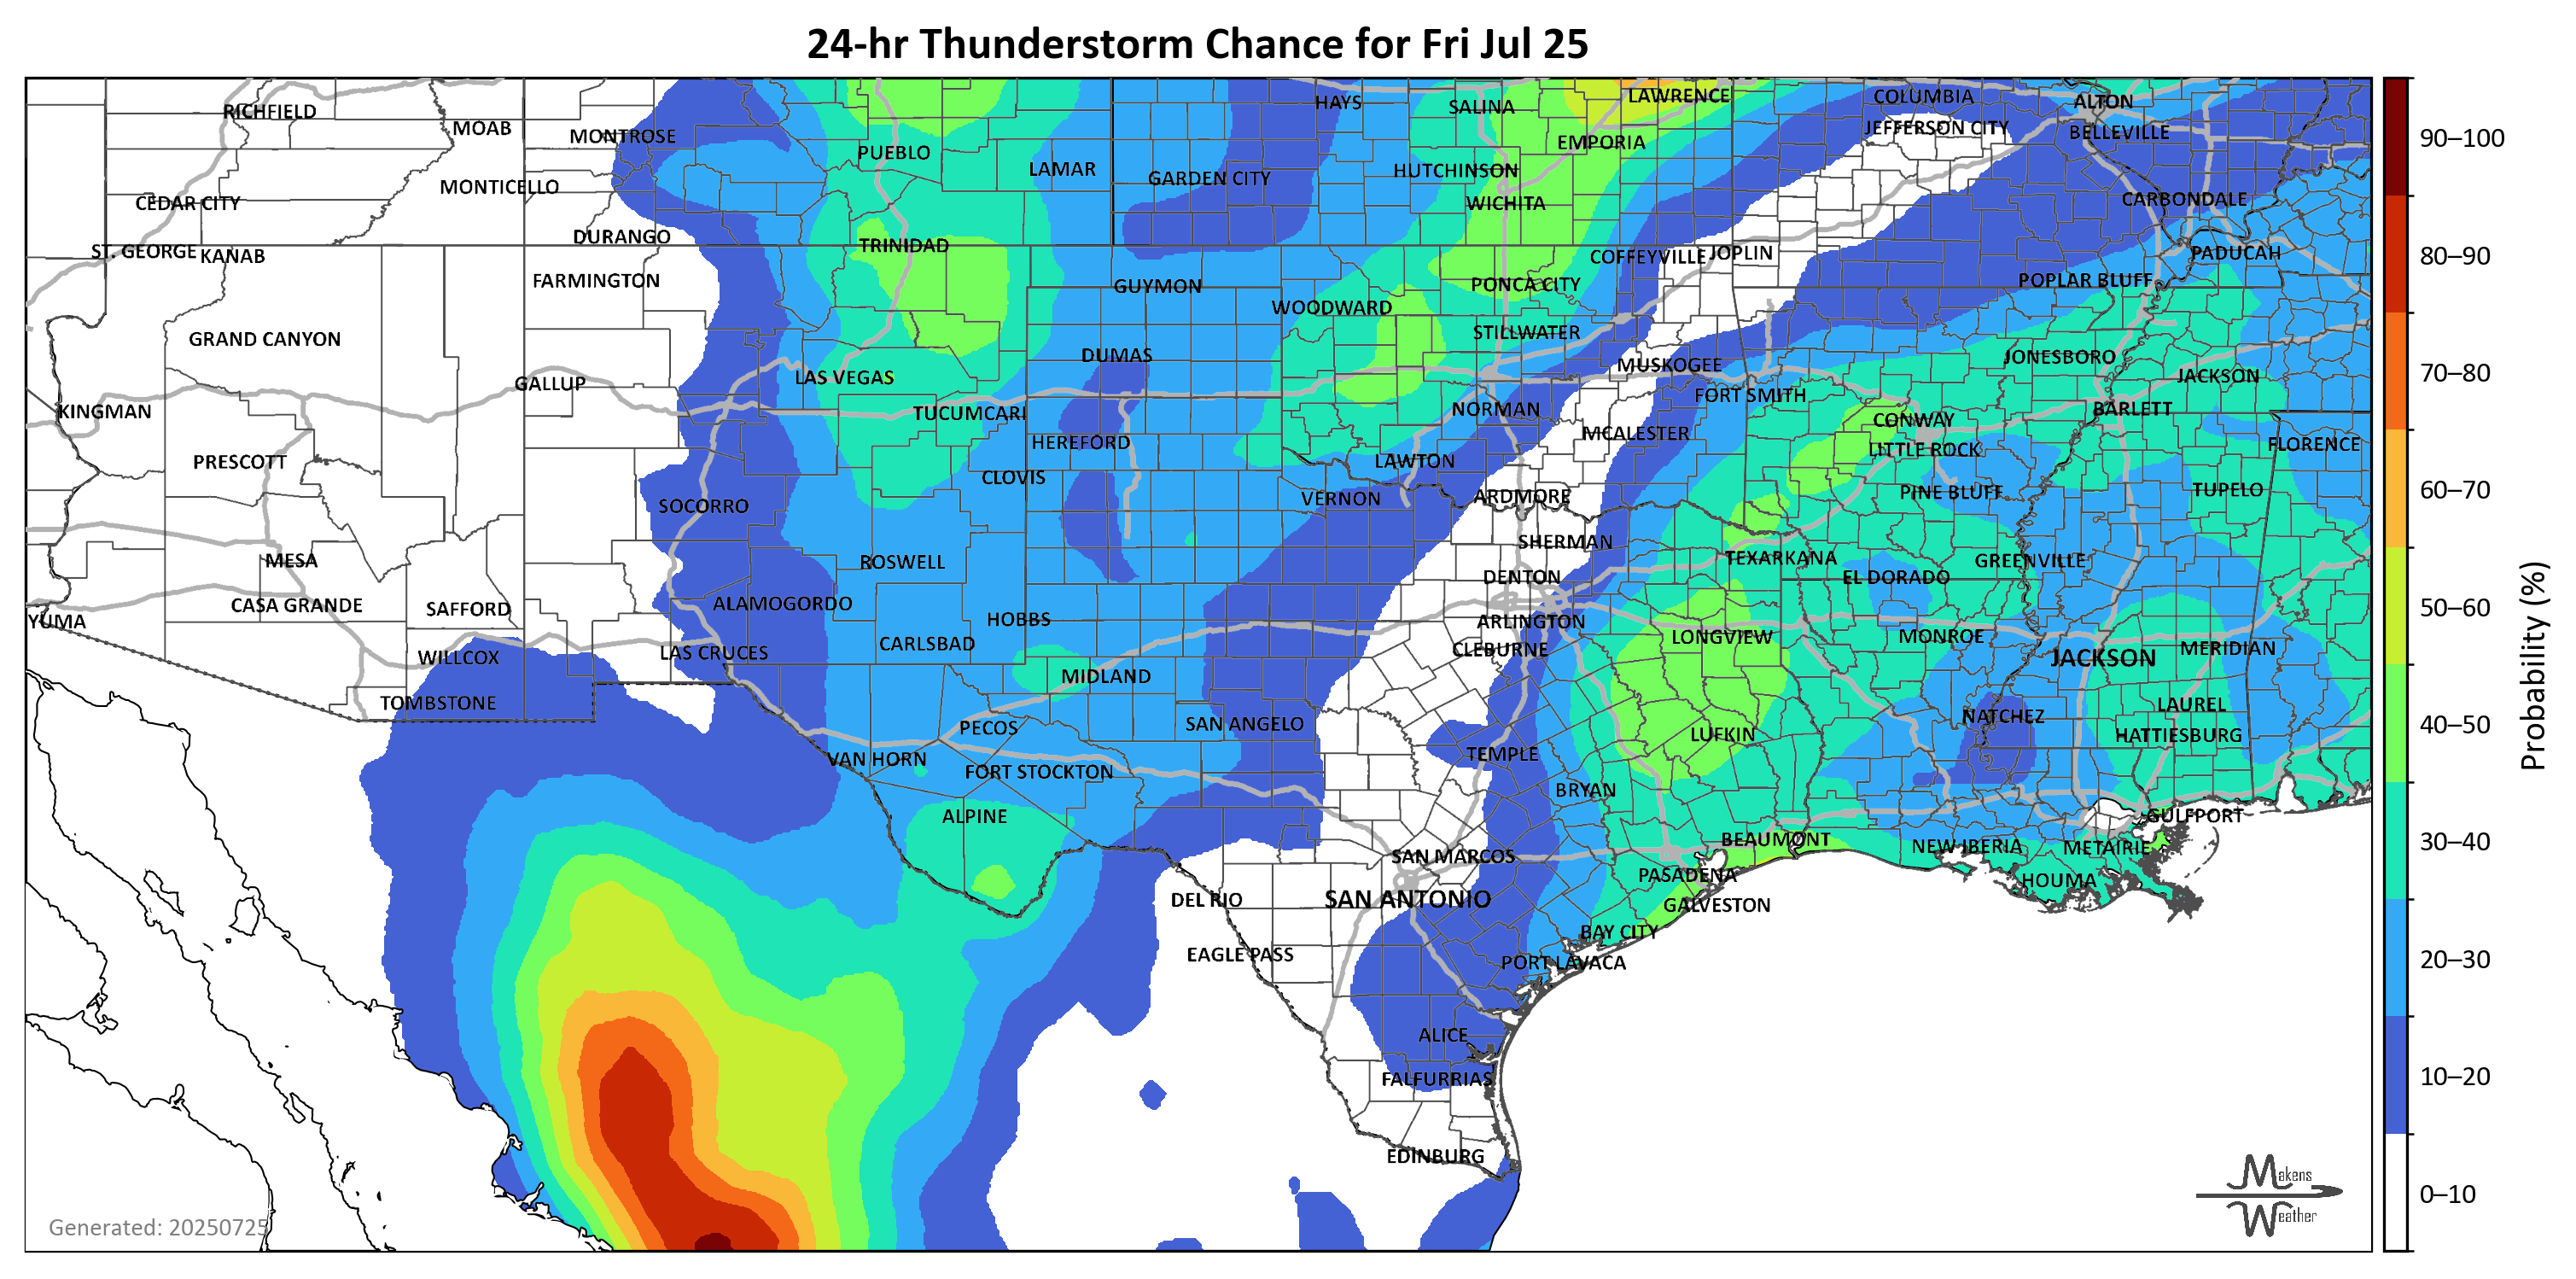 24-hr Thunderstorm Chance for Fri Jul 25
RICHFIELD
MOAB
MONTROSE
PUEBLO
LAMAR
GARDEN CITY
HAYS
SALINA
LAWRENCE
EMPORIA
HUTCHINSON
WICHITA
COLUMBIA
JEFFERSON CITY
ALTON
BELLEVILLE
CARBONDALE
MONTICELLO
CEDAR CITY
ST. GEORGE
KANAB
DURANGO
TRINIDAD
FARMINGTON
GUYMON
WOODWARD
PONCA CITY
COFFEYVILLE
JOPLIN
POPLAR BLUFF
PADUCAH
GRAND CANYON
DUMAS
STILLWATER
MUSKOGEE
JONESBORO
JACKSON
GALLUP
LAS VEGAS
KINGMAN
TUCUMCARI
NORMAN
FORT SMITH
CONWAY
BARLETT
HEREFORD
MCALESTER
LITTLE ROCK
FLORENCE
PRESCOTT
CLOVIS
LAWTON
VERNON
ARDMORE
PINE BLUFF
TUPELO
SOCORRO
MESA
ROSWELL
SHERMAN
TEXARKANA
GREENVILLE
DENTON
EL DORADO
CASA GRANDE
SAFFORD
ALAMOGORDO
HOBBS
ARLINGTON
YUMA
CARLSBAD
CLEBURNE
LONGVIEW
MONROE
JACKSON
MERIDIAN
WILLCOX
LAS CRUCES
MIDLAND
TOMBSTONE
PECOS
SAN ANGELO
LUFKIN
NATCHEZ
LAUREL
HATTIESBURG
VAN HORN
FORT STOCKTON
TEMPLE
BRYAN
ALPINE
GULFPORT
SAN MARCOS
BEAUMONT
NEW IBERIA
METAIRIE
DEL RIO
SAN ANTONIO
PASADENA
HOUMA
GALVESTON
BAY CITY
EAGLE PASS
PORT LAVACA
ALICE
FALFURRIAS
EDINBURG
Generated: 20250725
Makens
Weather
90–100
80–90
70–80
60–70
50–60
40–50
30–40
20–30
10–20
0–10
Probability (%)